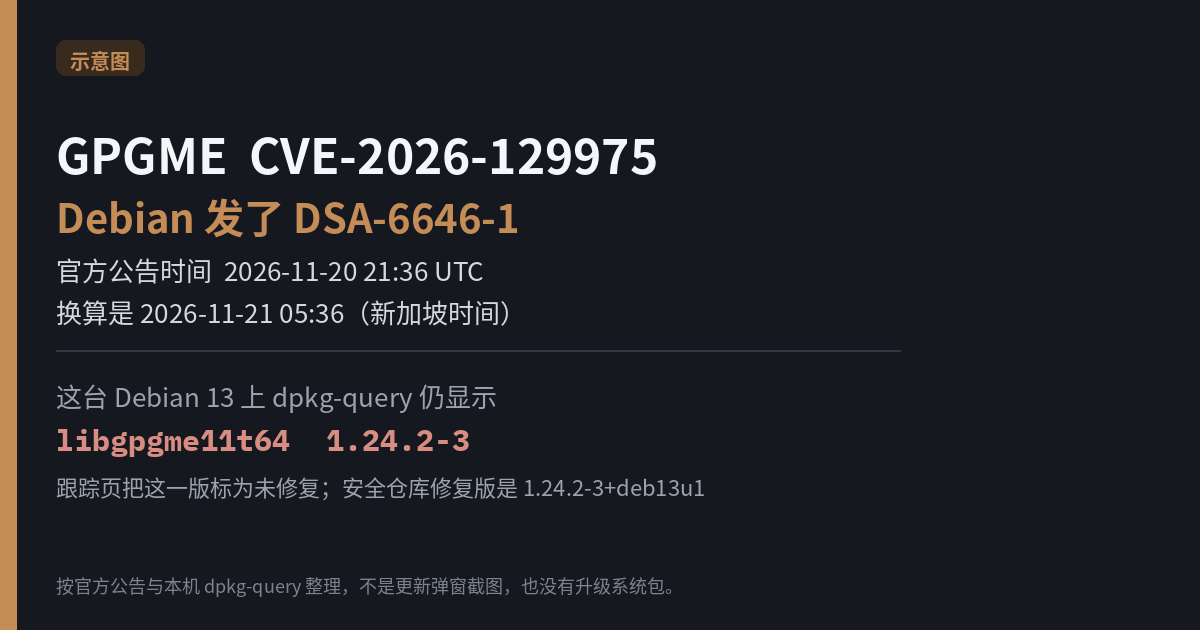 示意图
GPGME CVE-2026-129975
Debian 发了 DSA-6646-1
官方公告时间 2026-11-20 21:36 UTC
换算是 2026-11-21 05:36（新加坡时间）
这台 Debian 13 上 dpkg-query 仍显示
libgpgme11t64 1.24.2-3
跟踪页把这一版标为未修复；安全仓库修复版是 1.24.2-3+deb13u1
按官方公告与本机 dpkg-query 整理，不是更新弹窗截图，也没有升级系统包。